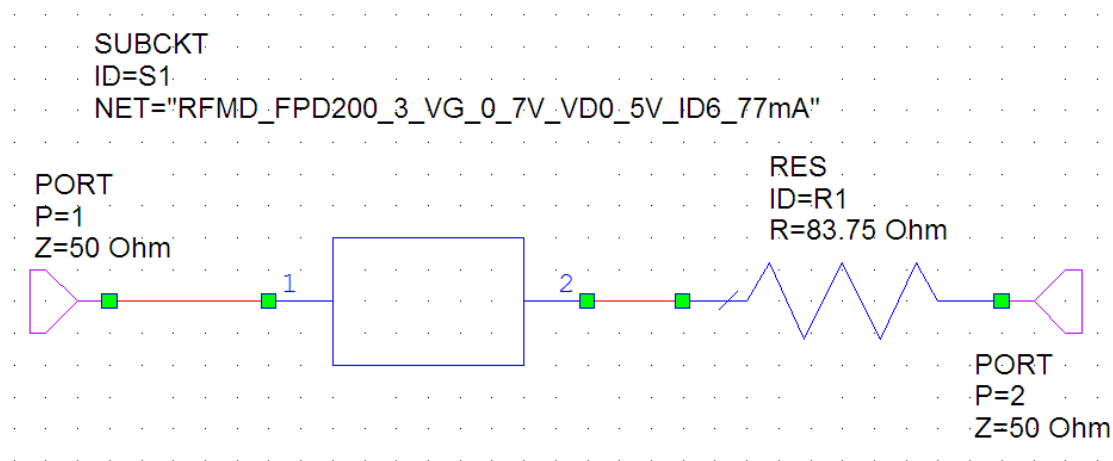 SUBCKT
ID=S1
NET="RFMD_FPD200_3_VG_0_7V_VD0_5V_ID6_77mA"
PORT
P=1
Z=50 Ohm
1
2
RES
ID=R1
R=83.75 Ohm
PORT
P=2
Z=50 Ohm